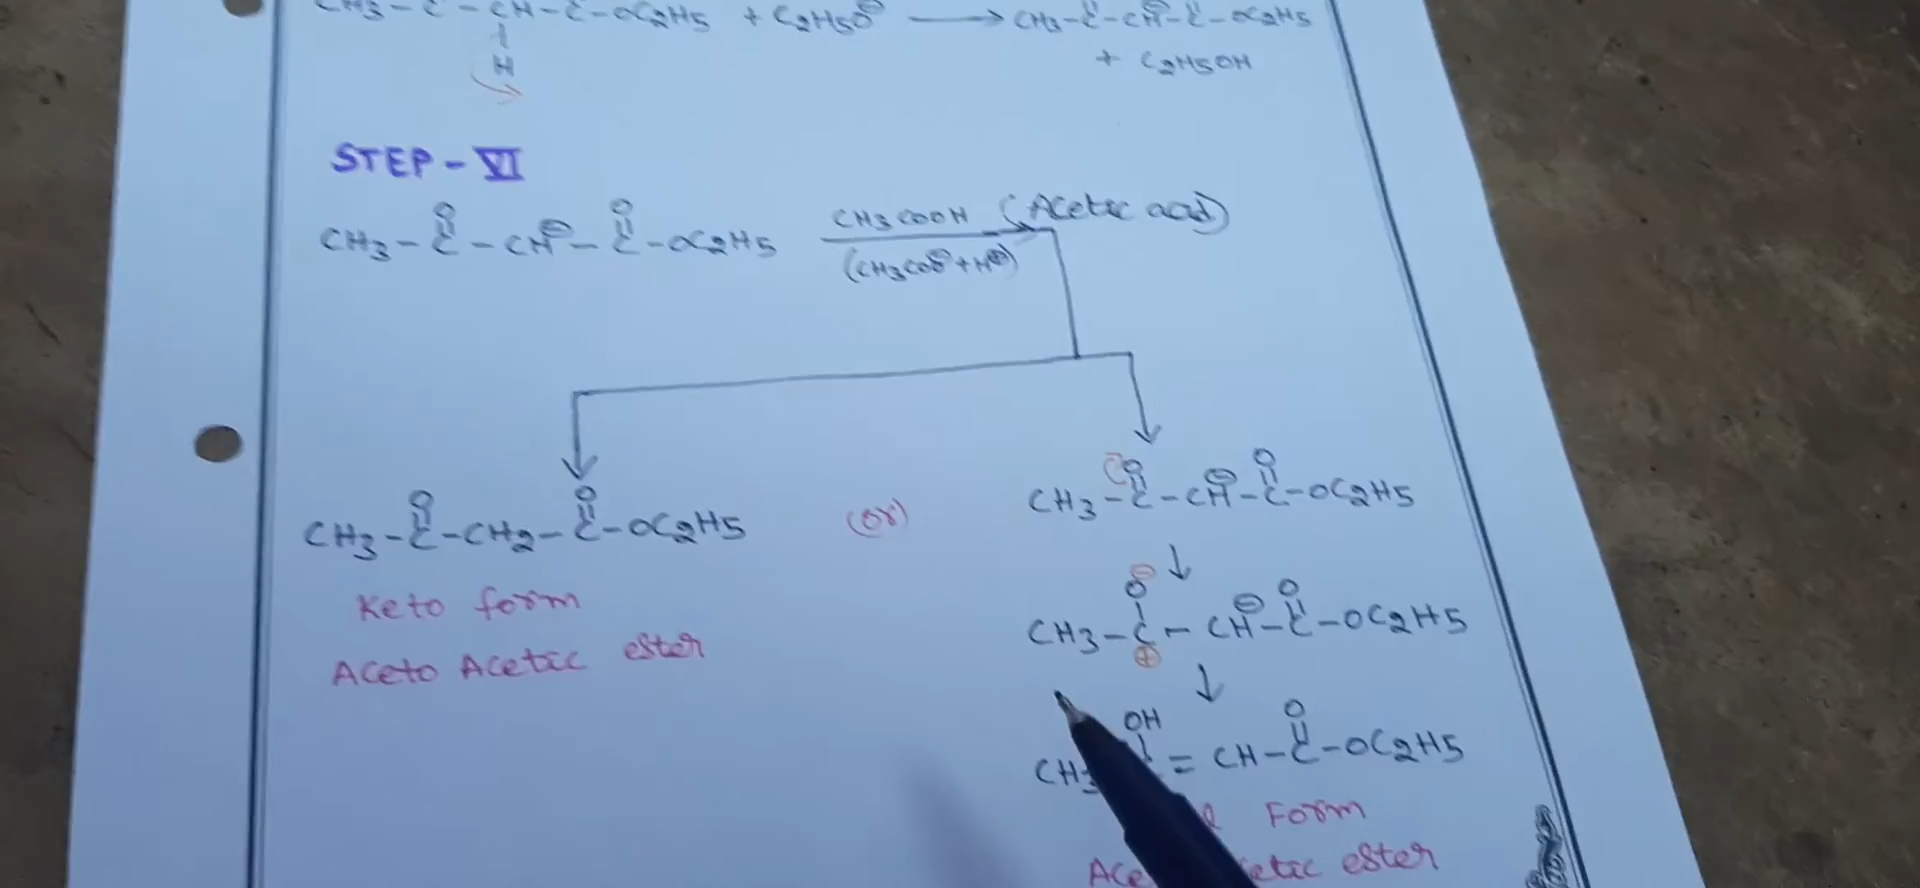 CH3-C-CH-C-OC2H5 + C2H5O⊖ → CH3-C-CH⊖-C-OC2H5
H
+ C2H5OH
STEP-VI
O O
CH3-C-CH⊖-C-OC2H5
CH3COOH (Acetic acid)
(CH3COO⊖+H⊕)
O O
CH3-C-CH2-C-OC2H5
(or)
O O
CH3-C-CH⊖-C-OC2H5
↓
Keto form
Aceto Acetic ester
O⊖ O
CH3-C-CH⊖-C-OC2H5
⊕
↓
OH O
CH3 = CH-C-OC2H5
Form
ester